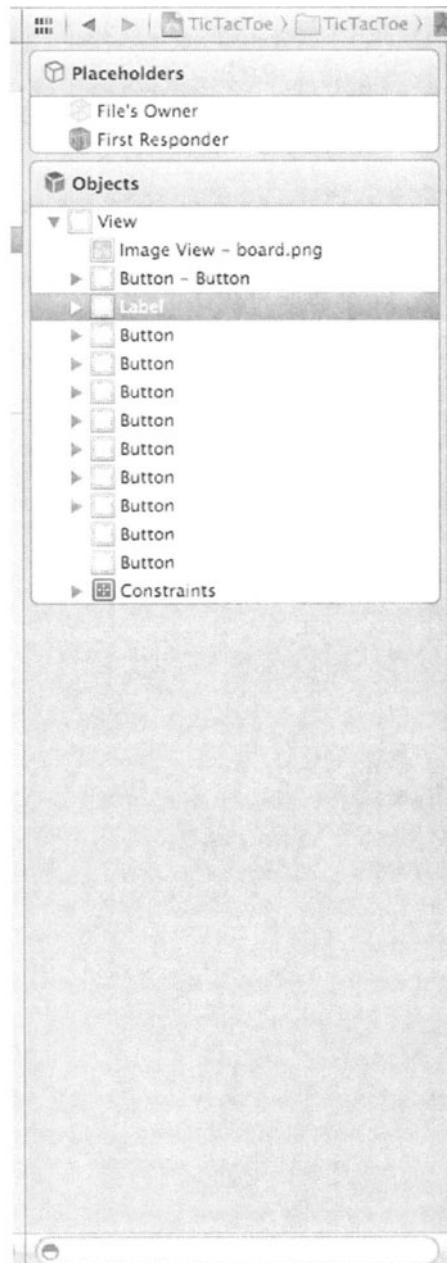 TicTacToe TicTacToe
Placeholders
File's Owner
First Responder
Objects
View
Image View – board.png
Button – Button
Label
Button
Button
Button
Button
Button
Button
Button
Button
Button
Constraints